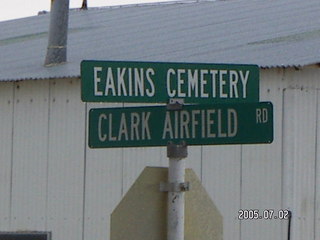 EAKINS CEMETERY
CLARK AIRFIELD RD
2005.07.02